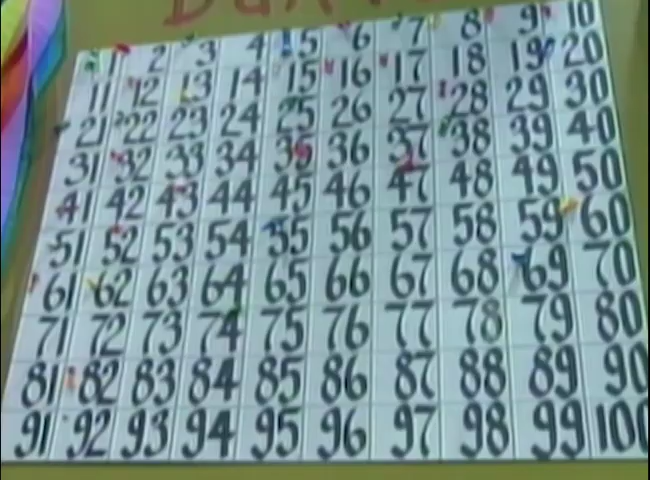 1 2 3 4 5 6 7 8 9 10
11 12 13 14 15 16 17 18 19 20
21 22 23 24 25 26 27 28 29 30
31 32 33 34 35 36 37 38 39 40
41 42 43 44 45 46 47 48 49 50
51 52 53 54 55 56 57 58 59 60
61 62 63 64 65 66 67 68 69 70
71 72 73 74 75 76 77 78 79 80
81 82 83 84 85 86 87 88 89 90
91 92 93 94 95 96 97 98 99 100